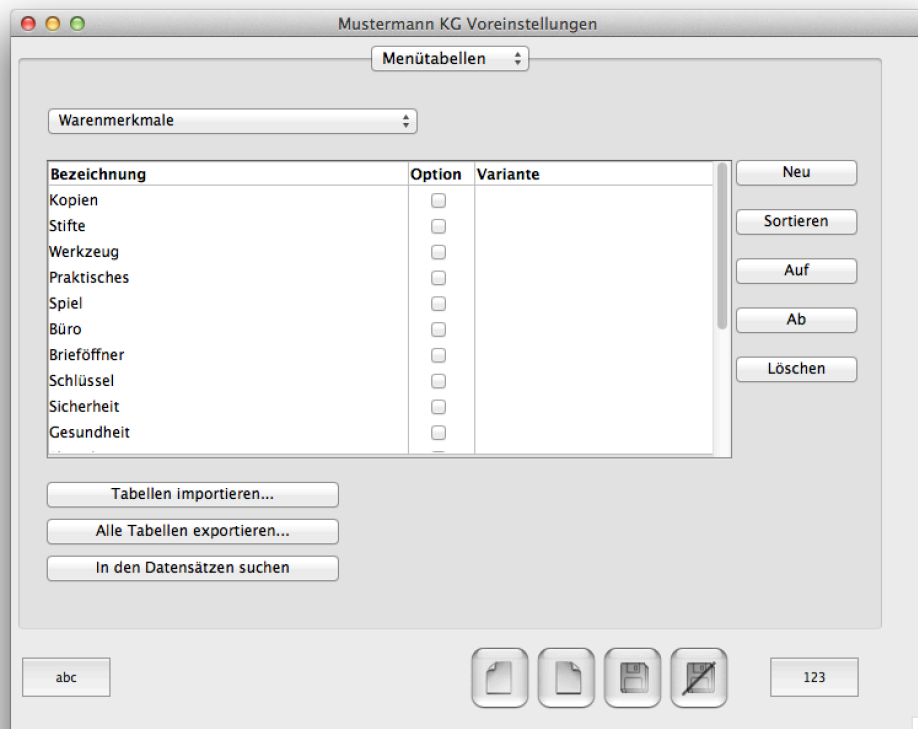 Mustermann KG Voreinstellungen
Menütabellen
Warenmerkmale
Bezeichnung Option Variante
Kopien
Stifte
Werkzeug
Praktisches
Spiel
Büro
Brieföffner
Schlüssel
Sicherheit
Gesundheit
Neu
Sortieren
Auf
Ab
Löschen
Tabellen importieren...
Alle Tabellen exportieren...
In den Datensätzen suchen
abc
123